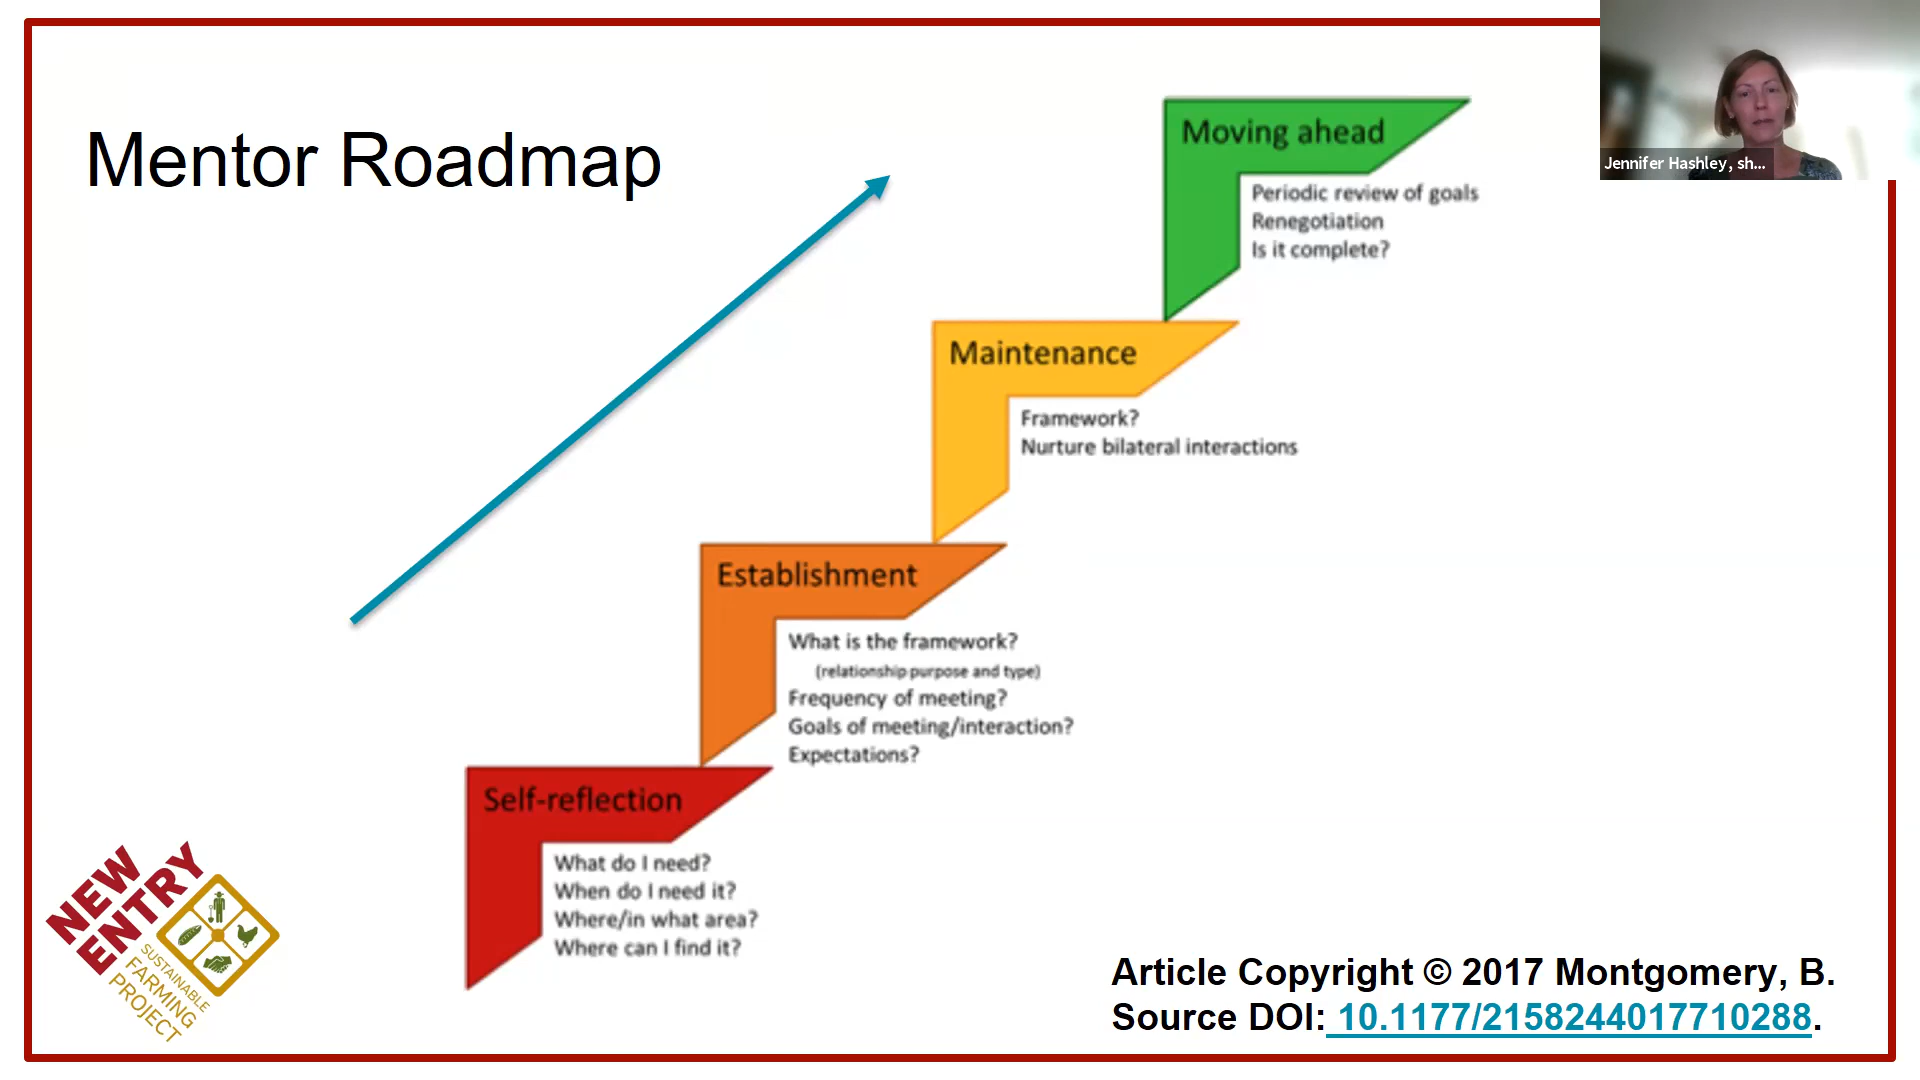 Mentor Roadmap
Jennifer Hashley, sh...
Moving ahead
Periodic review of goals
Renegotiation
Is it complete?
Maintenance
Framework?
Nurture bilateral interactions
Establishment
What is the framework?
(relationship purpose and type)
Frequency of meeting?
Goals of meeting/interaction?
Expectations?
Self-reflection
What do I need?
When do I need it?
Where/in what area?
Where can I find it?
NEW
ENTRY
SUSTAINABLE
FARMING
PROJECT
Article Copyright © 2017 Montgomery, B.
Source DOI: 10.1177/2158244017710288.